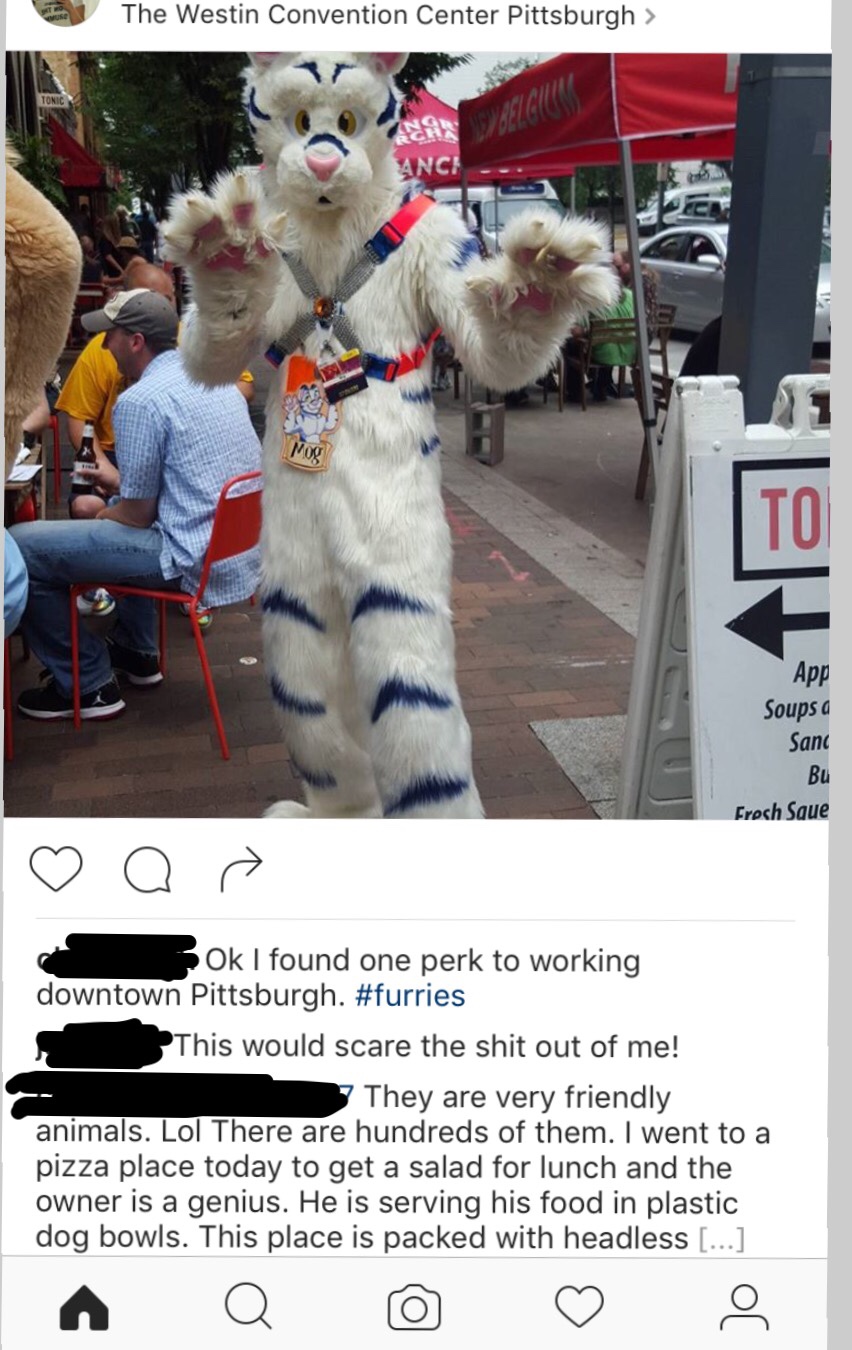 The Westin Convention Center Pittsburgh >
TONIC
NEW BELGIUM
Mog
TO
App
Soups a
Sand
Bu
Fresh Sque
Ok I found one perk to working
downtown Pittsburgh. #furries
This would scare the shit out of me!
7 They are very friendly
animals. Lol There are hundreds of them. I went to a
pizza place today to get a salad for lunch and the
owner is a genius. He is serving his food in plastic
dog bowls. This place is packed with headless [...]